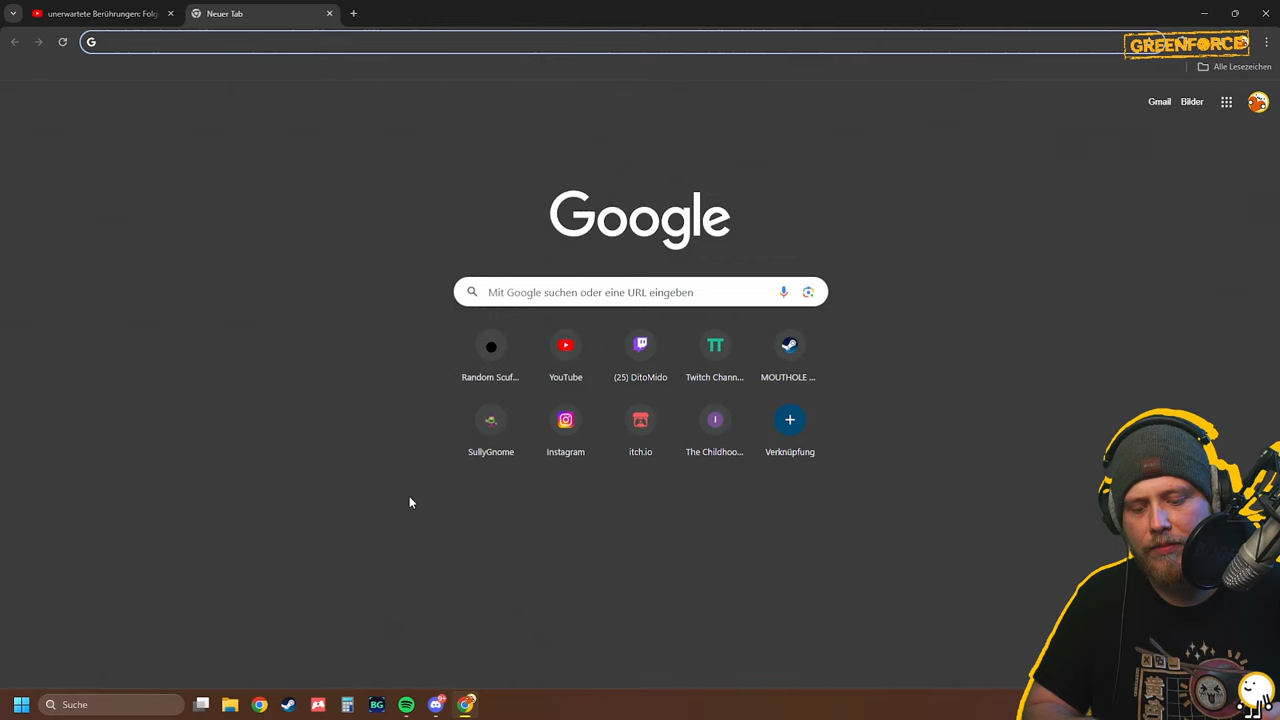 unerwartete Berührungen: Folg
Neuer Tab
GREENFORCE
Alle Lesezeichen
Gmail
Bilder
Google
Mit Google suchen oder eine URL eingeben
Random Scuf...
YouTube
(25) DitoMido
Twitch Chann...
MOUTHOLE ...
SullyGnome
Instagram
itch.io
The Childhoo...
Verknüpfung
Suche
BG